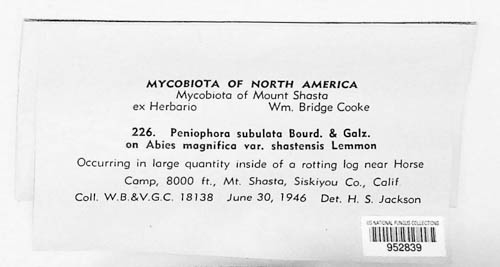 MYCOBIOTA OF NORTH AMERICA
Mycobiota of Mount Shasta
ex Herbario Wm. Bridge Cooke
226. Peniophora subulata Bourd. & Galz.
on Abies magnifica var. shastensis Lemmon
Occurring in large quantity inside of a rotting log near Horse
Camp, 8000 ft., Mt. Shasta, Siskiyou Co., Calif
Coll. W.B.&V.G.C. 18138 June 30, 1946 Det. H. S. Jackson
US NATIONAL FUNGUS COLLECTIONS
952839